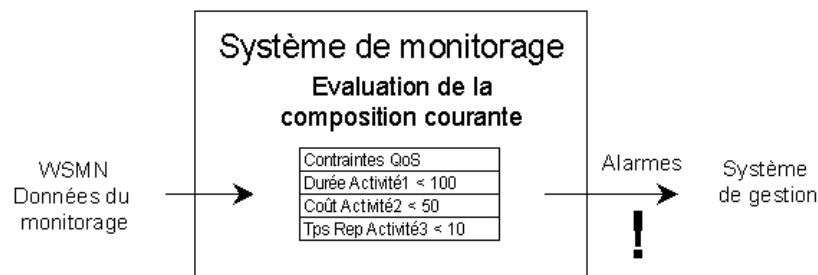 Système de monitorage
Evaluation de la
composition courante
Contraintes QoS
Durée Activité1 < 100
Coût Activité2 < 50
Tps Rep Activité3 < 10
WSMN
Données du
monitorage
Alarmes
!
Système
de gestion